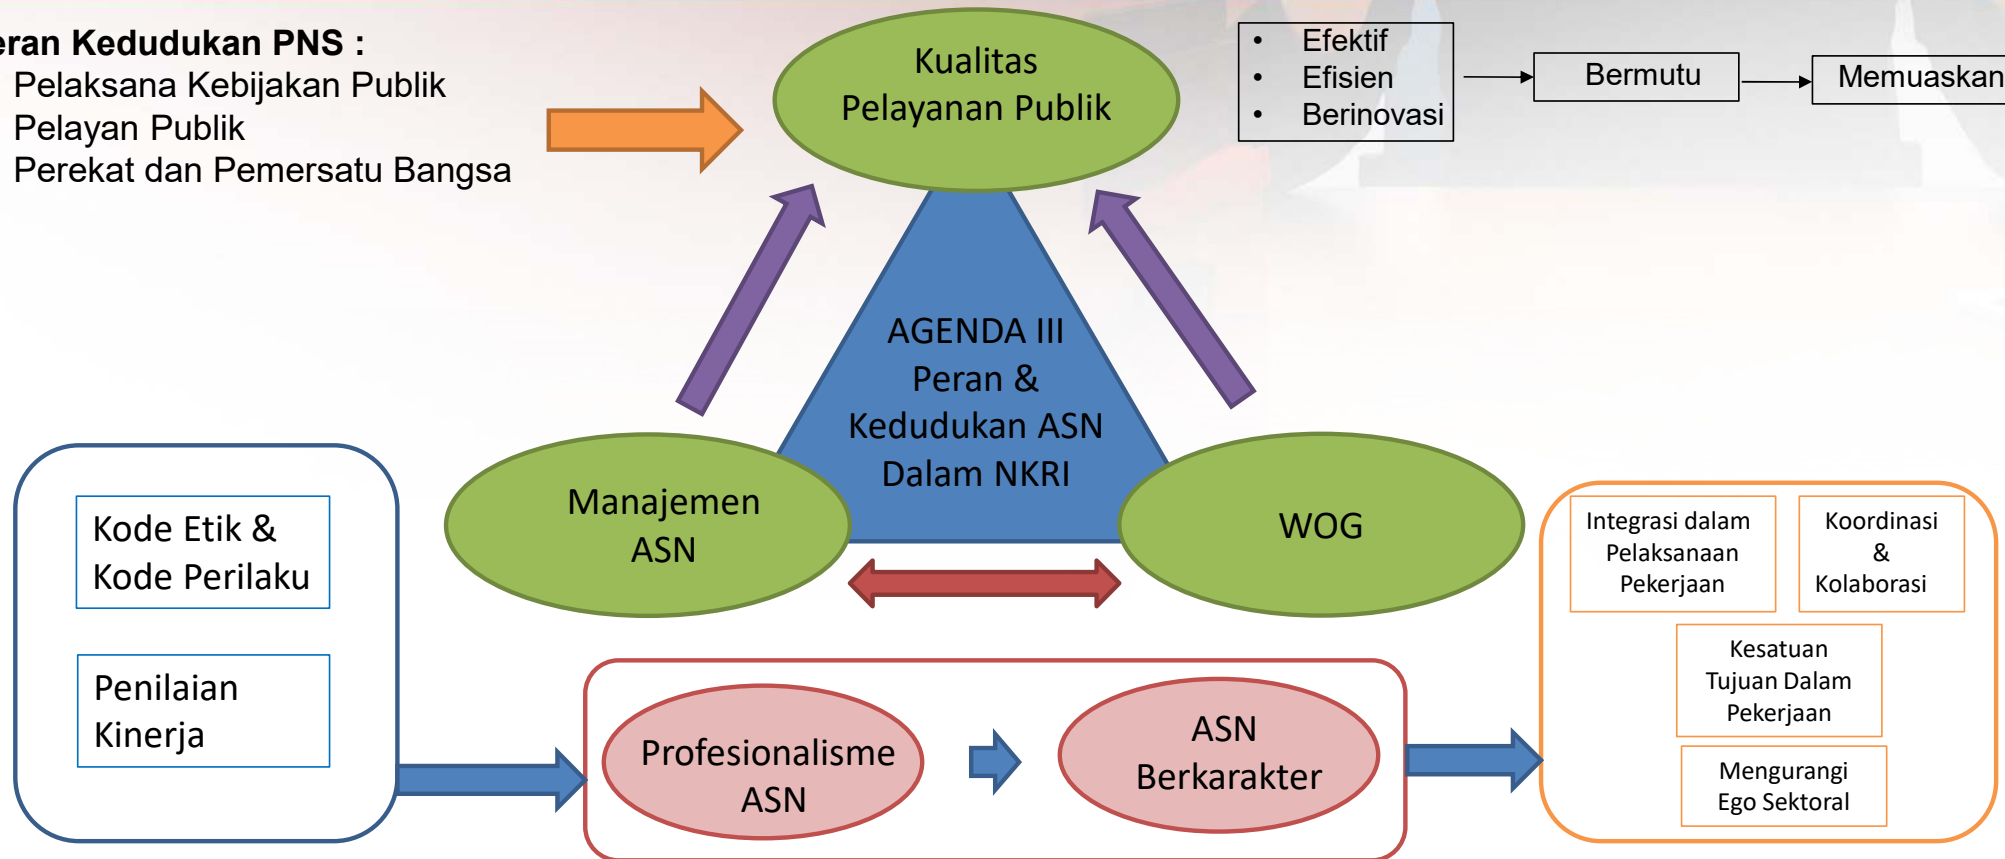 eran Kedudukan PNS :
Pelaksana Kebijakan Publik
Pelayan Publik
Perekat dan Pemersatu Bangsa
Kualitas
Pelayanan Publik
• Efektif
• Efisien
• Berinovasi
Bermutu
Memuaskan
AGENDA III
Peran &
Kedudukan ASN
Dalam NKRI
Manajemen
ASN
WOG
Kode Etik &
Kode Perilaku
Penilaian
Kinerja
Profesionalisme
ASN
ASN
Berkarakter
Integrasi dalam
Pelaksanaan
Pekerjaan
Koordinasi
&
Kolaborasi
Kesatuan
Tujuan Dalam
Pekerjaan
Mengurangi
Ego Sektoral